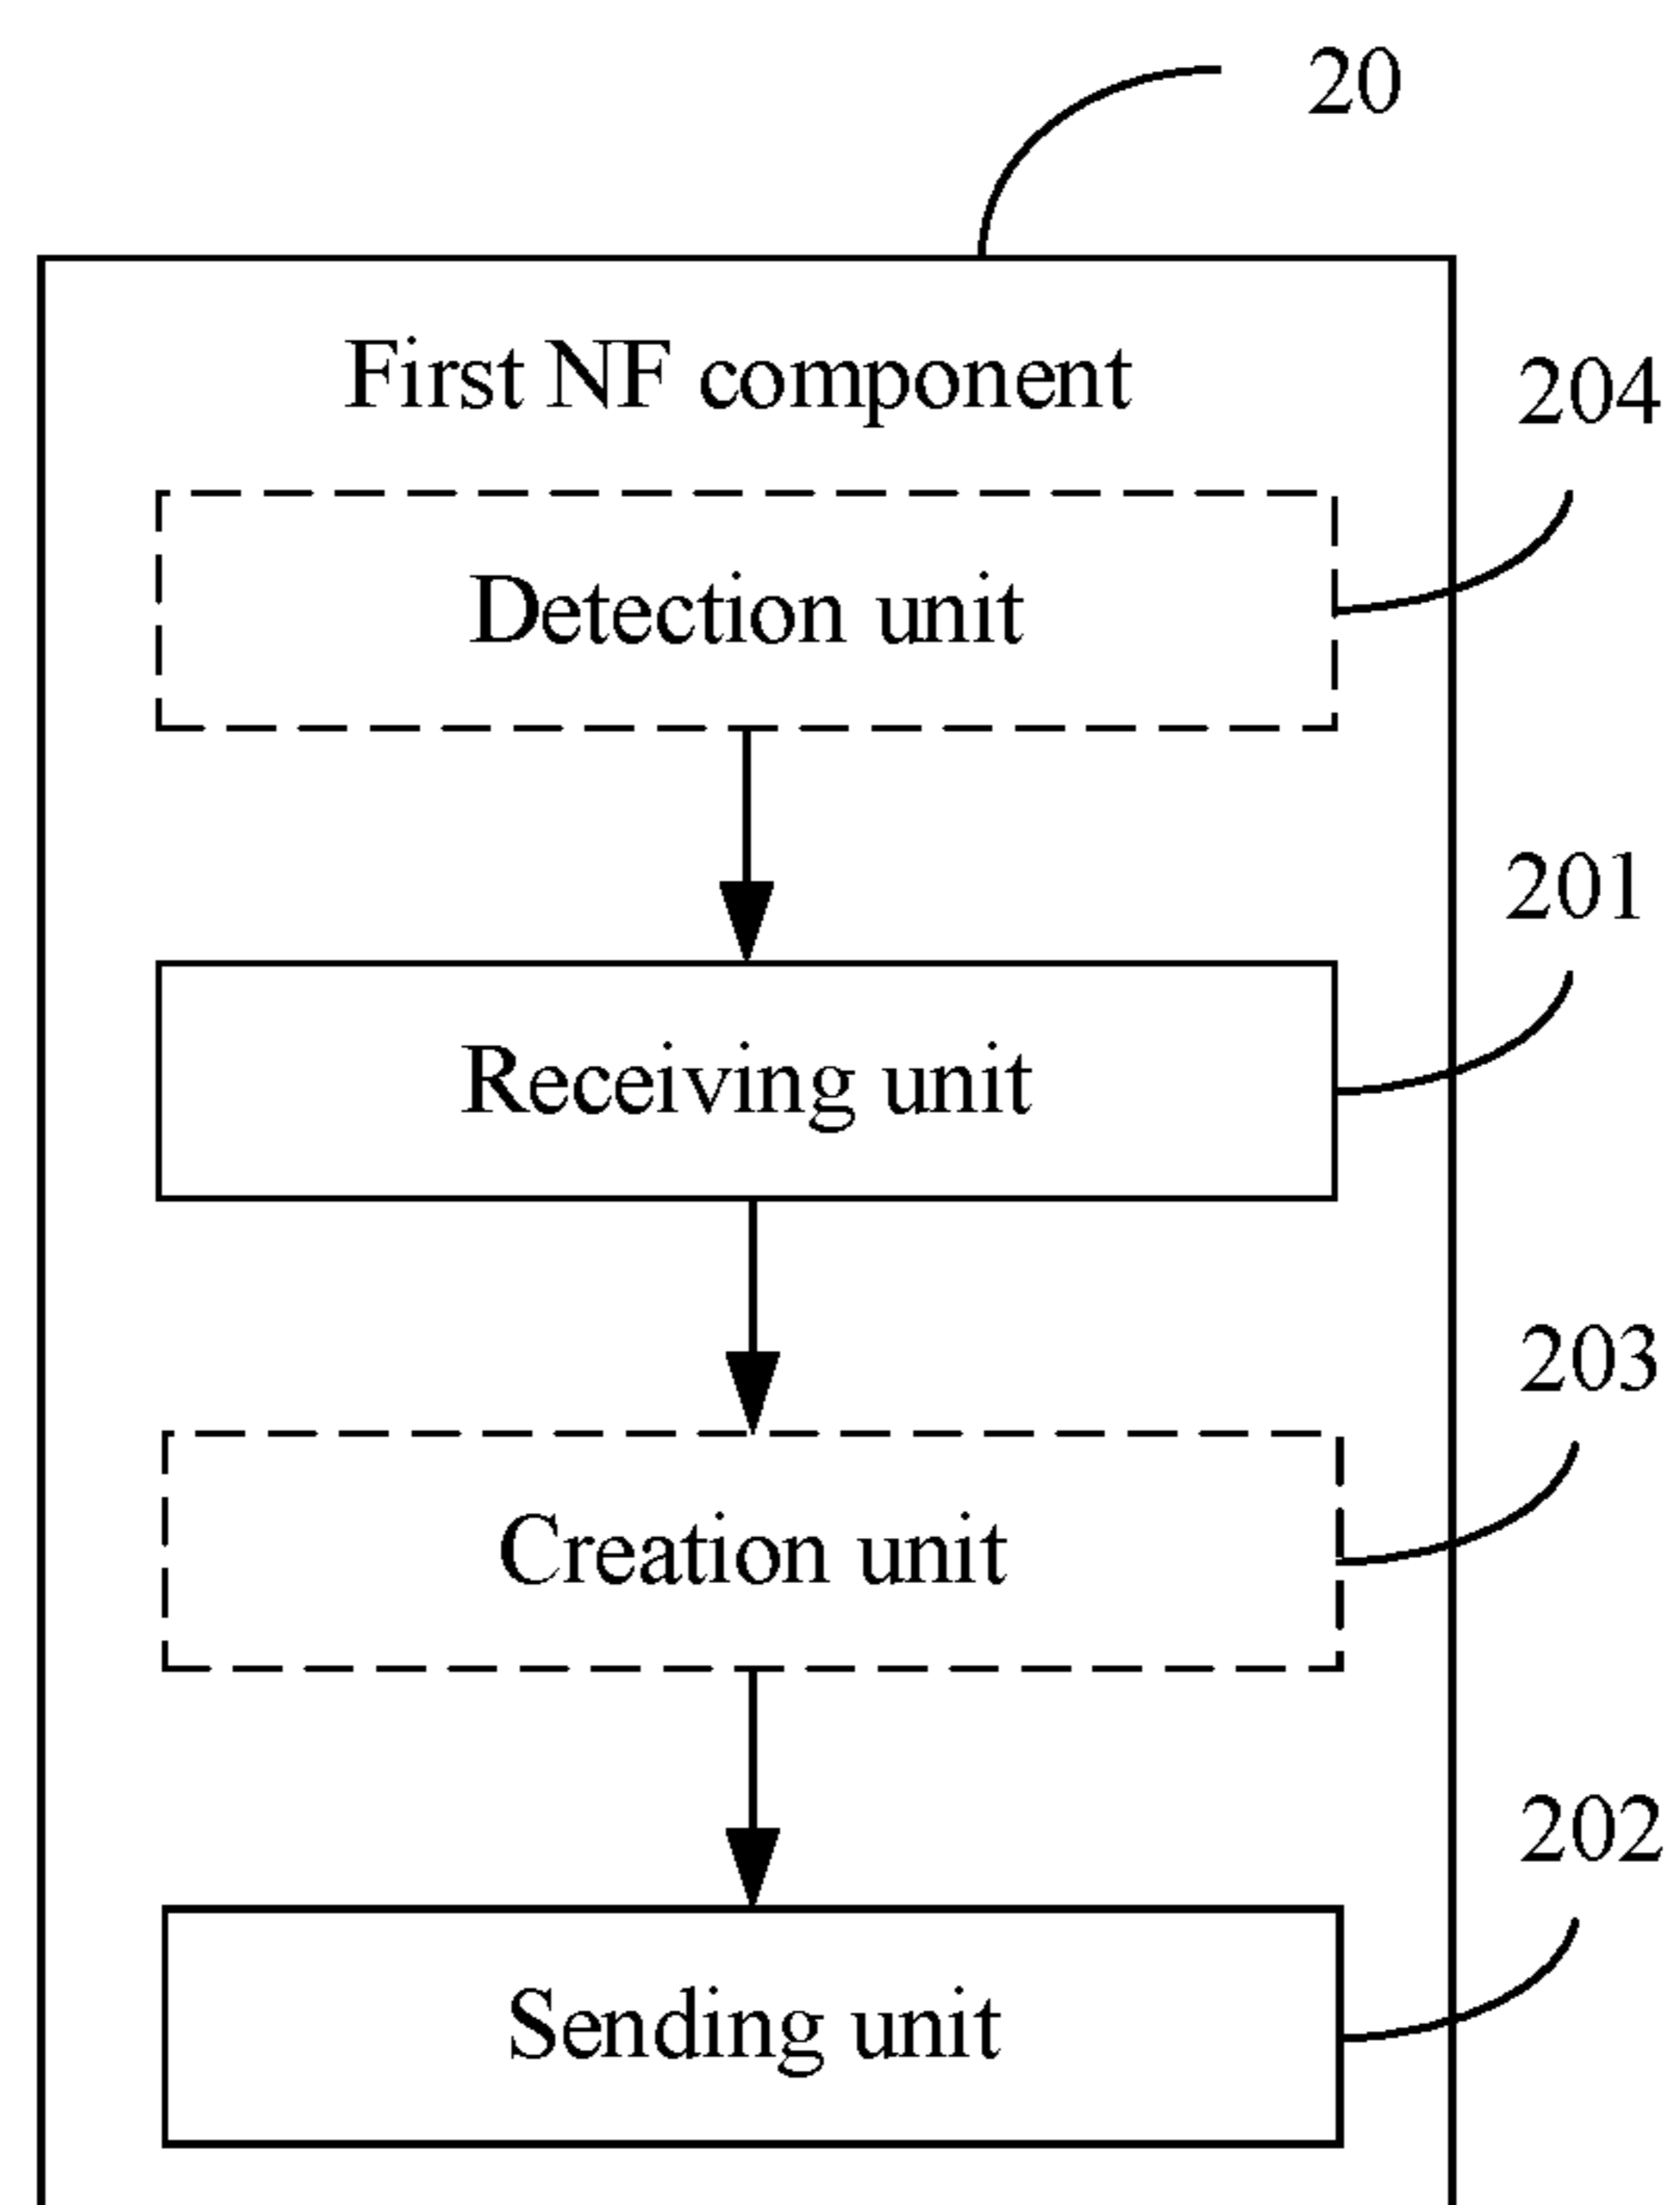 20
First NF component
204
Detection unit
201
Receiving unit
203
Creation unit
202
Sending unit